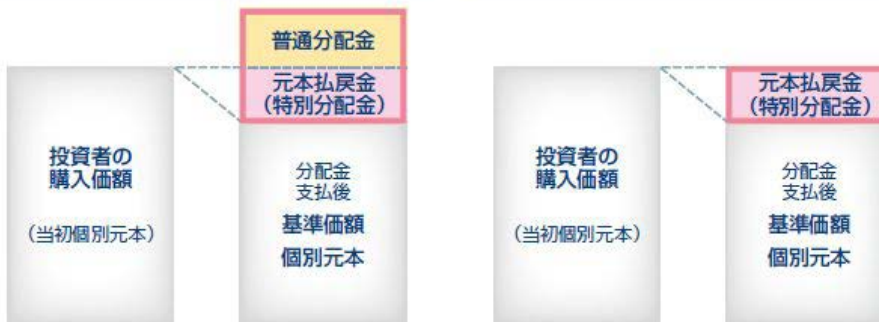 普通分配金
元本払戻金
（特別分配金）
投資者の
購入価額
（当初個別元本）
分配金
支払後
基準価額
個別元本
元本払戻金
（特別分配金）
投資者の
購入価額
（当初個別元本）
分配金
支払後
基準価額
個別元本